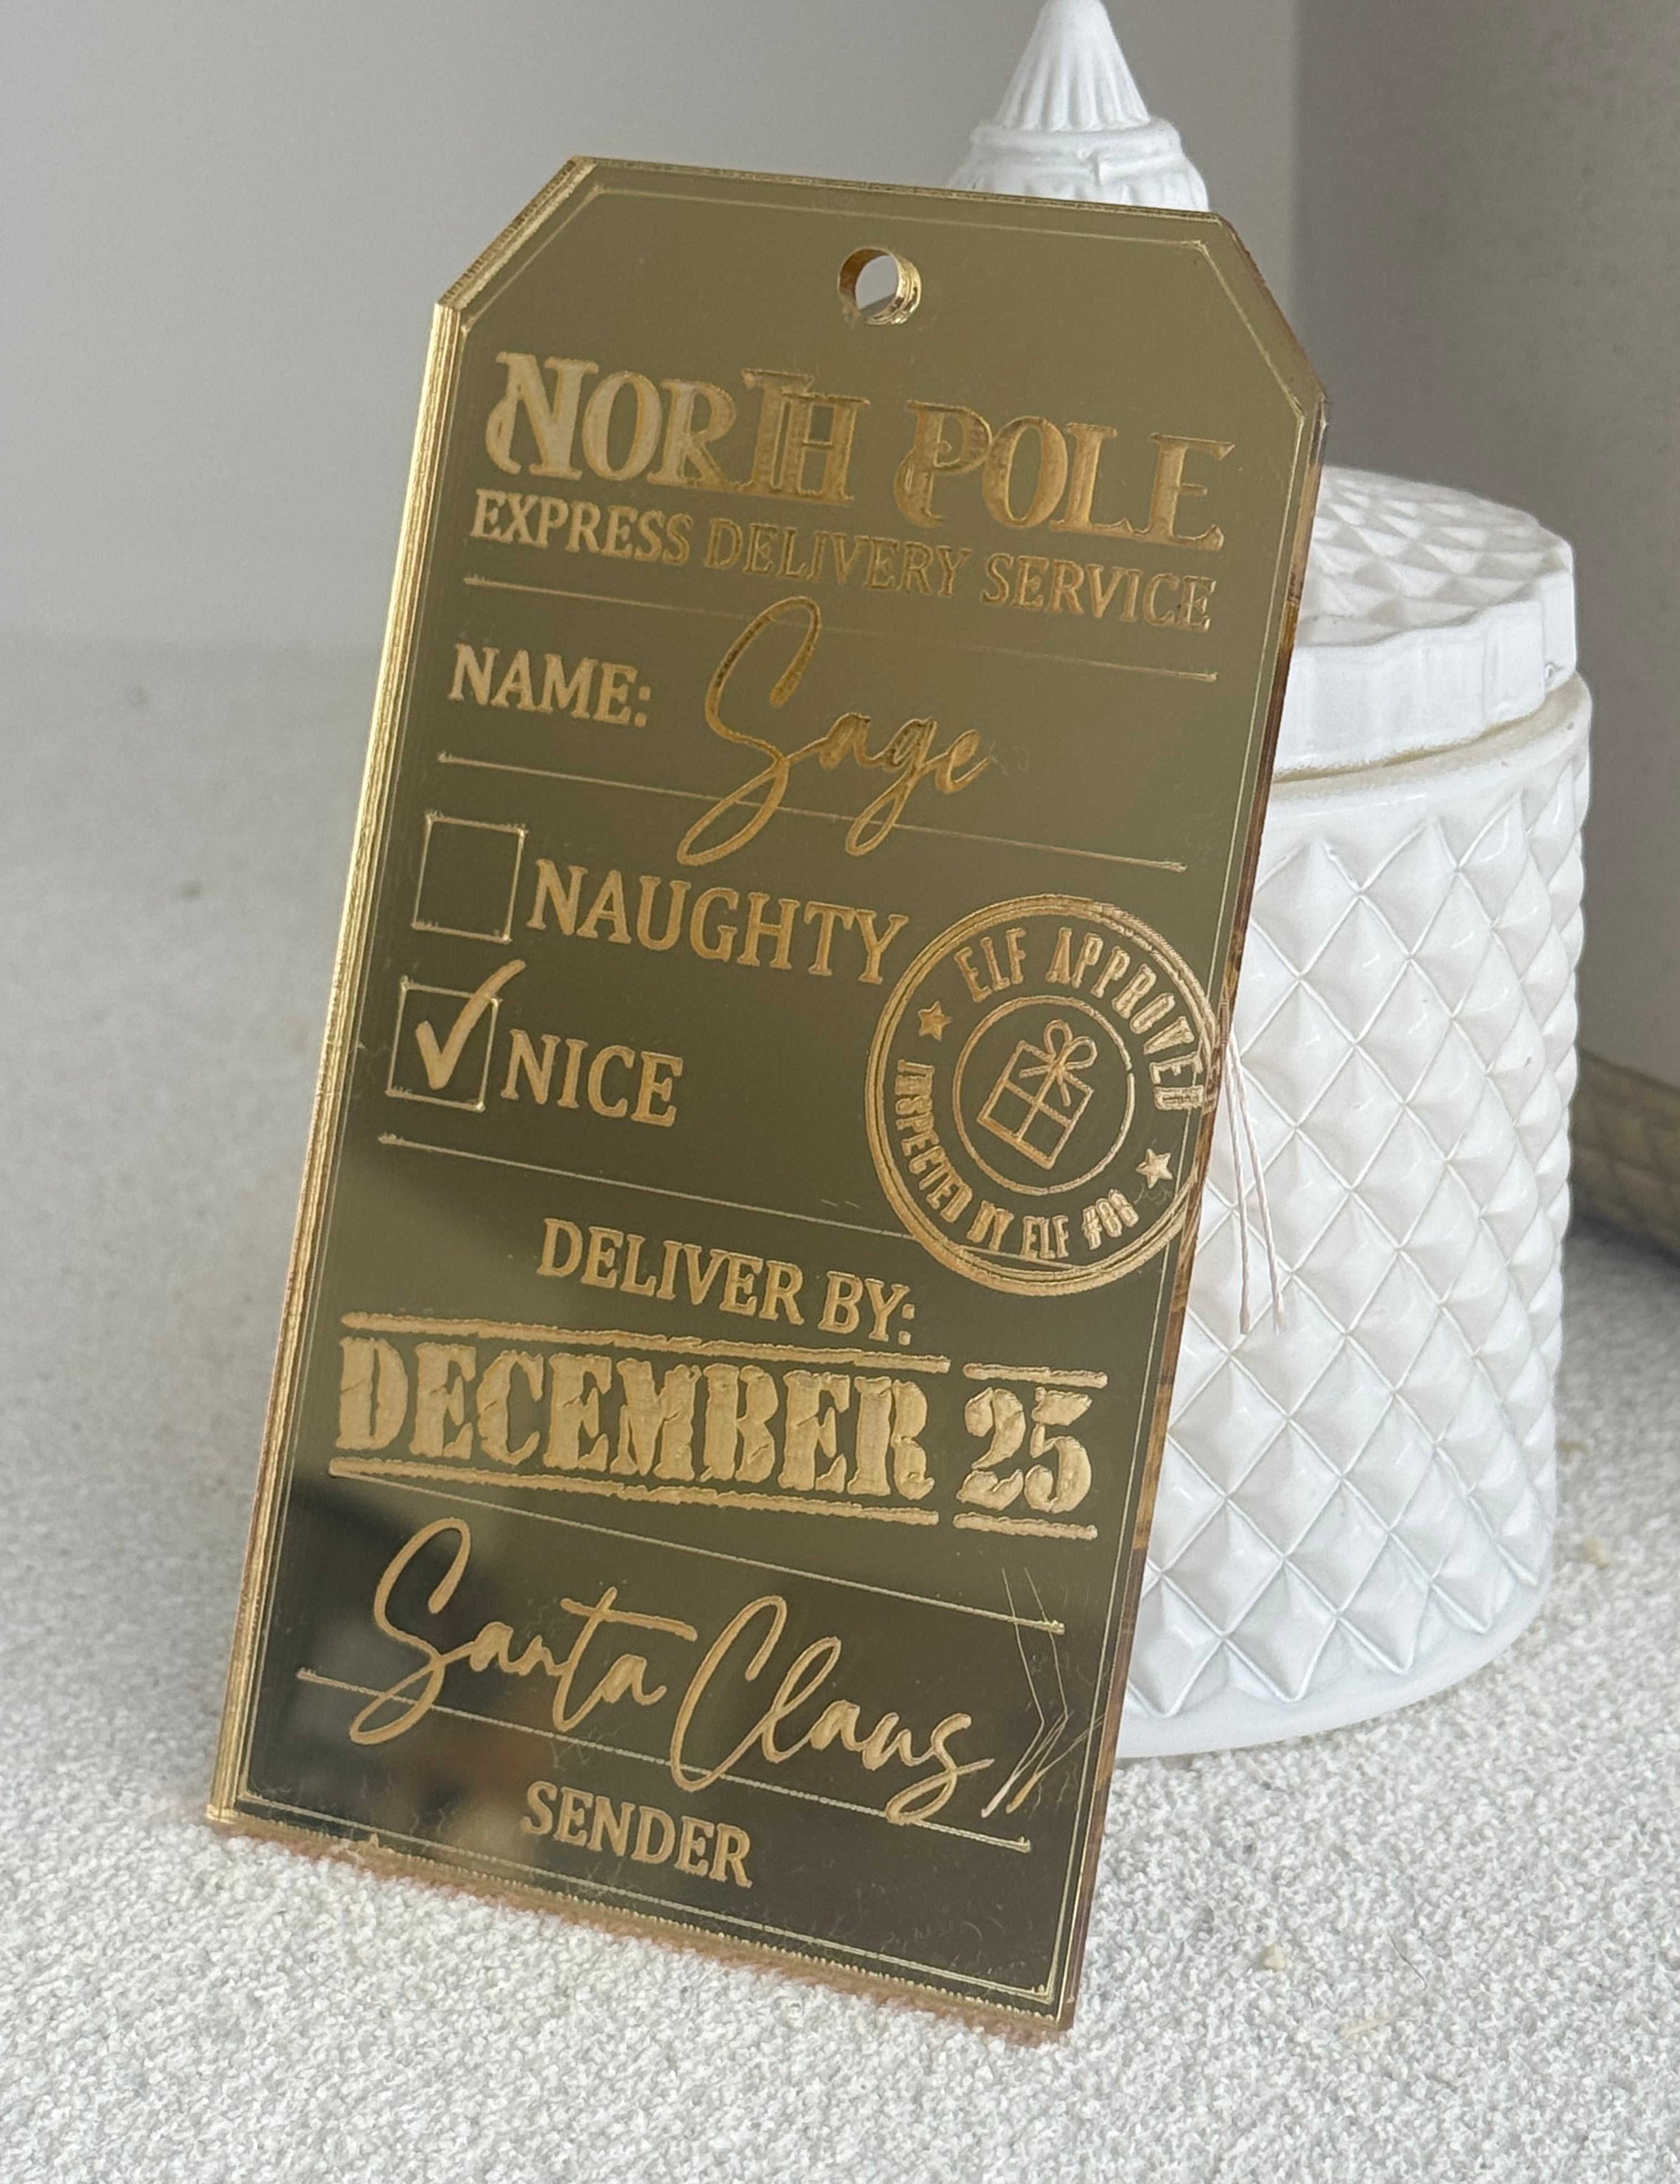 NORTH POLE
EXPRESS DELIVERY SERVICE
NAME: Sage
NAUGHTY
NICE
ELF APPROVED
INSPECTED BY ELF #08
DELIVER BY:
DECEMBER 25
Santa Claus
SENDER